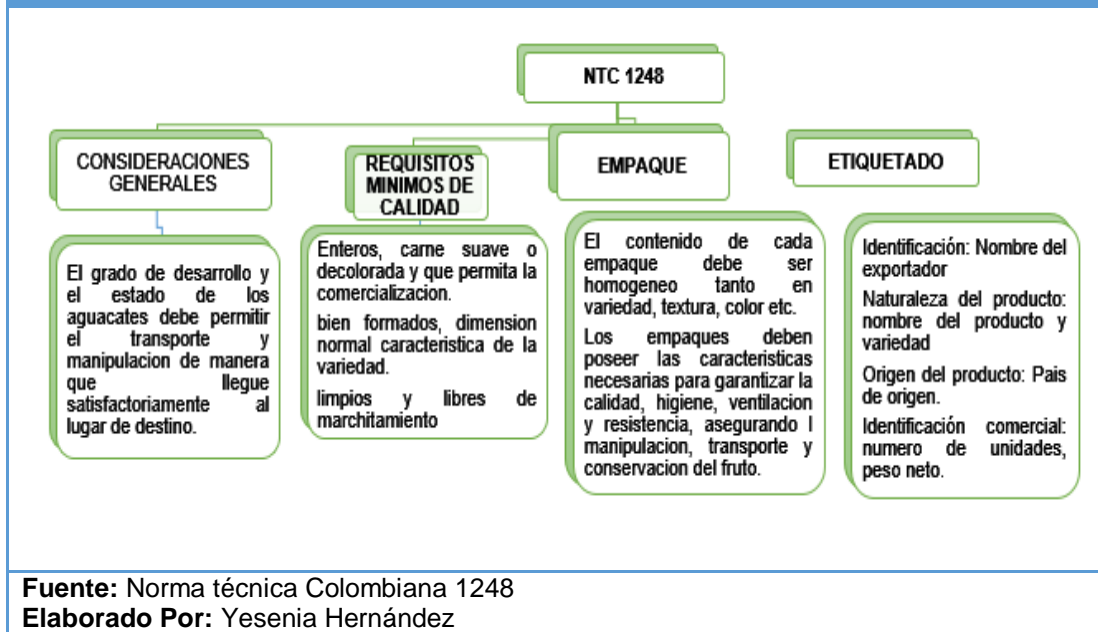 NTC 1248
CONSIDERACIONES
GENERALES
El grado de desarrollo y
el estado de los
aguacates debe permitir
el transporte y
manipulacion de manera
que llegue
satisfactoriamente al
lugar de destino.
REQUISITOS
MINIMOS DE
CALIDAD
Enteros, carne suave o
decolorada y que permita la
comercializacion.
bien formados, dimension
normal caracteristica de la
variedad.
limpios y libres de
marchitamiento
EMPAQUE
El contenido de cada
empaque debe ser
homogeneo tanto en
variedad, textura, color etc.
Los empaques deben
poseer las caracteristicas
necesarias para garantizar la
calidad, higiene, ventilacion
y resistencia, asegurando l
manipulacion, transporte y
conservacion del fruto.
ETIQUETADO
Identificación: Nombre del
exportador
Naturaleza del producto:
nombre del producto y
variedad
Origen del producto: Pais
de origen.
Identificación comercial:
numero de unidades,
peso neto.
Fuente: Norma técnica Colombiana 1248
Elaborado Por: Yesenia Hernández